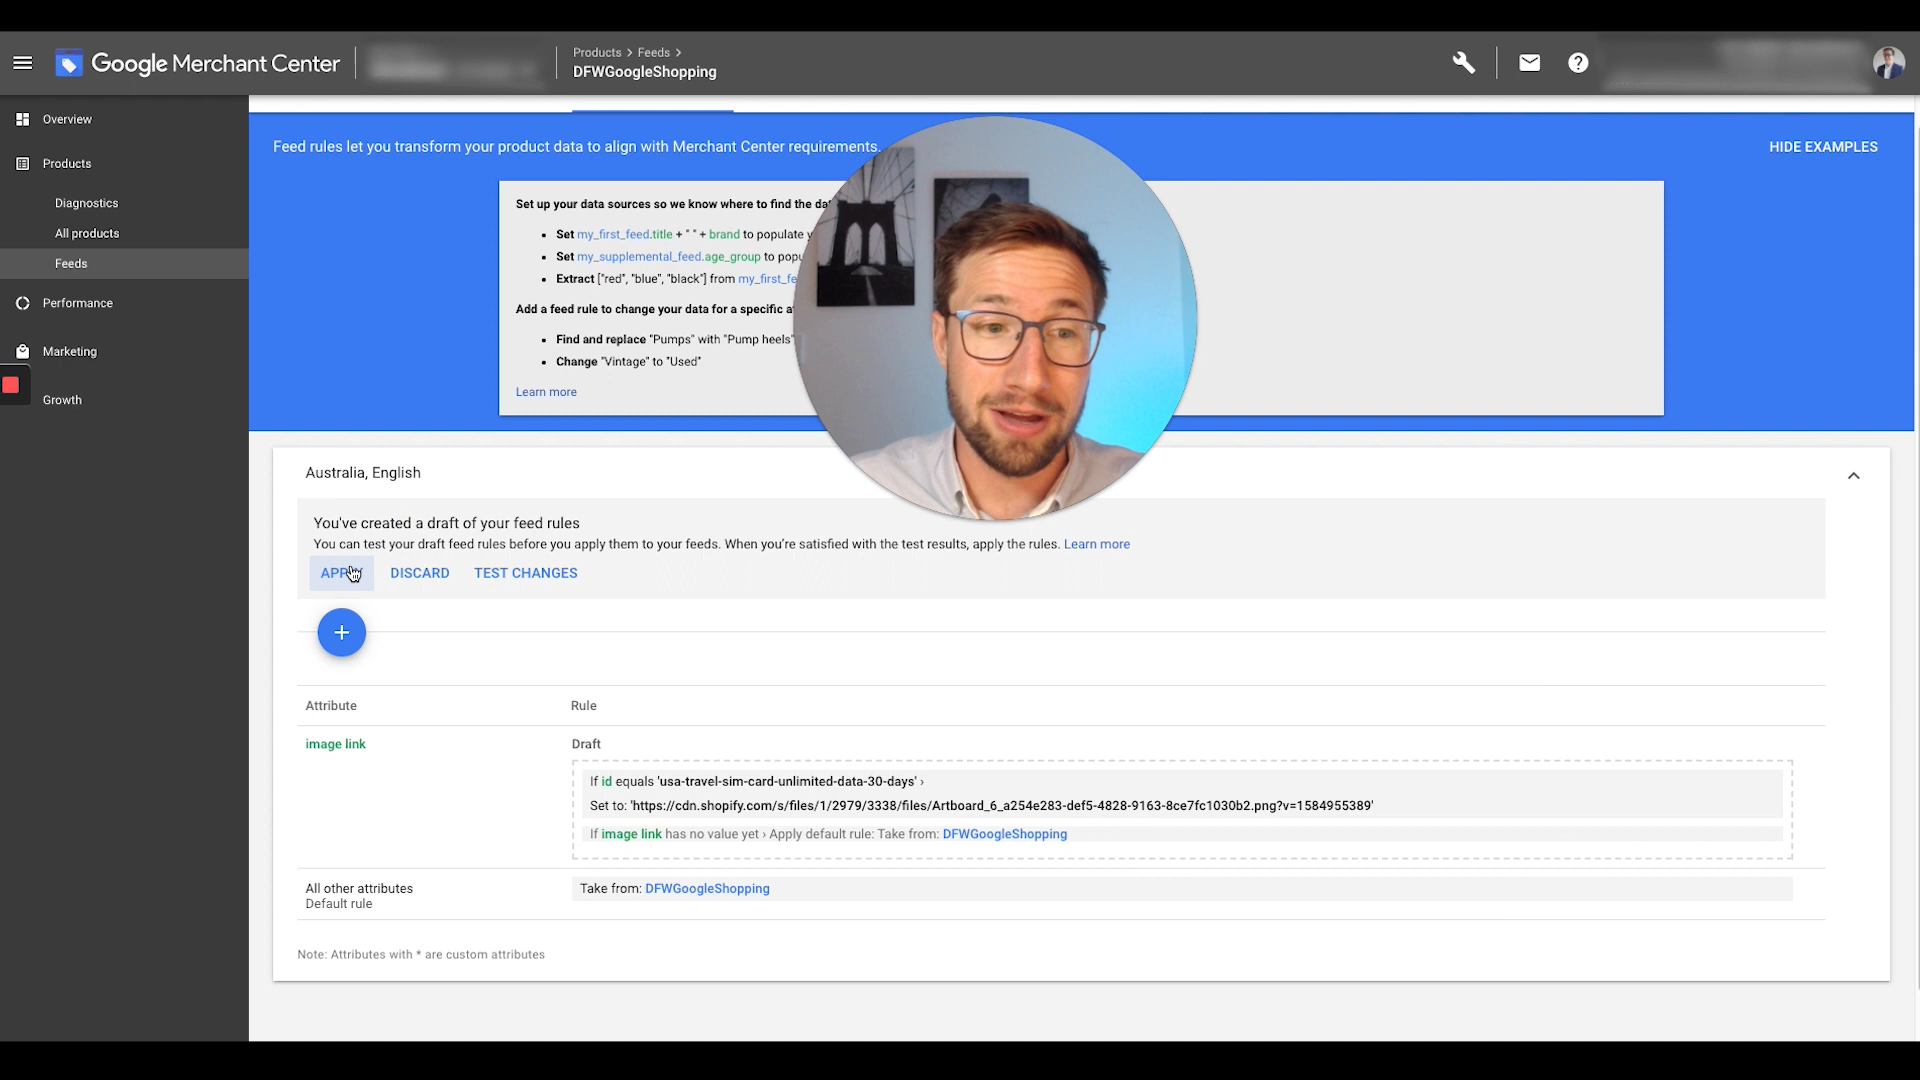 Google Merchant Center
Products > Feeds >
DFWGoogleShopping
Overview
Products
Diagnostics
All products
Feeds
Performance
Marketing
Growth
Feed rules let you transform your product data to align with Merchant Center requirements.
HIDE EXAMPLES
Set up your data sources so we know where to find the
Set my_first_feed.title + " " + brand to populate
Set my_supplemental_feed.age_group to
Extract ["red", "blue", "black"] from
Add a feed rule to change your data for a specific
Find and replace "Pumps" with "Pump heels"
Change "Vintage" to "Used"
Learn more
Australia, English
You've created a draft of your feed rules
You can test your draft feed rules before you apply them to your feeds. When you're satisfied with the test results, apply the rules. Learn more
APPLY DISCARD TEST CHANGES
+
Attribute Rule
image link Draft
If id equals 'usa-travel-sim-card-unlimited-data-30-days' ›
Set to: 'https://cdn.shopify.com/s/files/1/2979/3338/files/Artboard_6_a254e283-def5-4828-9163-8ce7fc1030b2.png?v=1584955389'
If image link has no value yet › Apply default rule: Take from: DFWGoogleShopping
All other attributes Take from: DFWGoogleShopping
Default rule
Note: Attributes with * are custom attributes